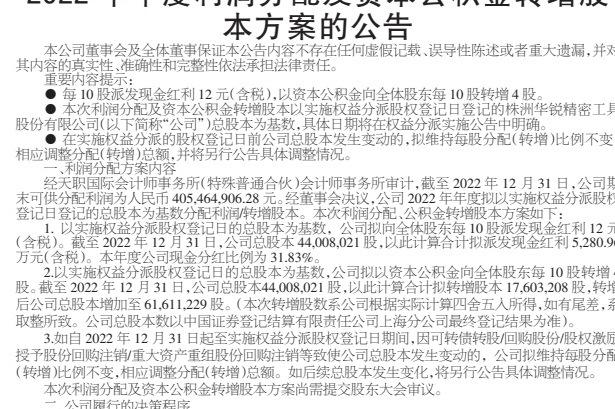 2022 年年度利润分配及资本公积金转增股
本方案的公告
本公司董事会及全体董事保证本公告内容不存在任何虚假记载、误导性陈述或者重大遗漏,并对
其内容的真实性、准确性和完整性依法承担法律责任。
重要内容提示:
● 每 10 股派发现金红利 12 元(含税),以资本公积金向全体股东每 10 股转增 4 股。
● 本次利润分配及资本公积金转增股本以实施权益分派股权登记日登记的株洲华锐精密工具
股份有限公司(以下简称“公司”)总股本为基数,具体日期将在权益分派实施公告中明确。
● 在实施权益分派的股权登记日前公司总股本发生变动的,拟维持每股分配(转增)比例不变
相应调整分配(转增)总额,并将另行公告具体调整情况。
一、利润分配方案内容
经天职国际会计师事务所(特殊普通合伙)会计师事务所审计,截至 2022 年 12 月 31 日,公司期
末可供分配利润为人民币 405,464,906.28 元。经董事会决议,公司 2022 年年度拟以实施权益分派股权
登记日登记的总股本为基数分配利润/转增股本。本次利润分配、公积金转增股本方案如下:
1. 以实施权益分派股权登记日的总股本为基数，公司拟向全体股东每 10 股派发现金红利 12 元
(含税)。截至 2022 年 12 月 31 日,公司总股本 44,008,021 股,以此计算合计拟派发现金红利 5,280.96
万元(含税)。本年度公司现金分红比例为 31.83%。
2.以实施权益分派股权登记日的总股本为基数,公司拟以资本公积金向全体股东每 10 股转增 4
股。截至 2022 年 12 月 31 日,公司总股本44,008,021 股,以此计算合计拟转增股本 17,603,208 股,转增
后公司总股本增加至 61,611,229 股。(本次转增股数系公司根据实际计算四舍五入所得,如有尾差,系
取整所致。公司总股本数以中国证券登记结算有限责任公司上海分公司最终登记结果为准)。
3.如自 2022 年 12 月 31 日起至实施权益分派股权登记日期间,因可转债转股/回购股份/股权激励
授予股份回购注销/重大资产重组股份回购注销等致使公司总股本发生变动的，公司拟维持每股分配
(转增)比例不变,相应调整分配(转增)总额。如后续总股本发生变化,将另行公告具体调整情况。
本次利润分配及资本公积金转增股本方案尚需提交股东大会审议。
二、公司履行的决策程序